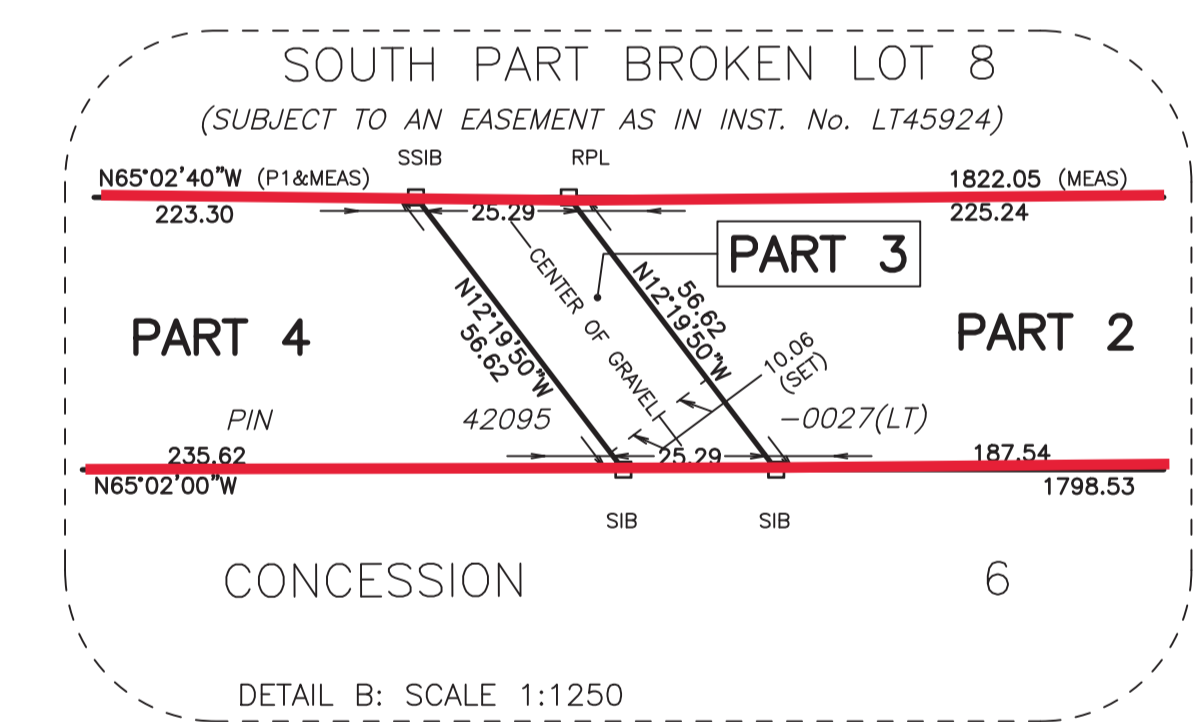 SOUTH PART BROKEN LOT 8
(SUBJECT TO AN EASEMENT AS IN INST. No. LT45924)
SSIB
RPL
N65°02'40"W (P1&MEAS)
1822.05 (MEAS)
223.30
25.29
225.24
PART 3
CENTER OF GRAVEL
N12°19'50"W
56.62
56.62
N12°19'50"W
PART 4
PART 2
10.06
(SET)
PIN
42095
-0027(LT)
235.62
25.29
187.54
N65°02'00"W
1798.53
SIB
SIB
CONCESSION
6
DETAIL B: SCALE 1:1250